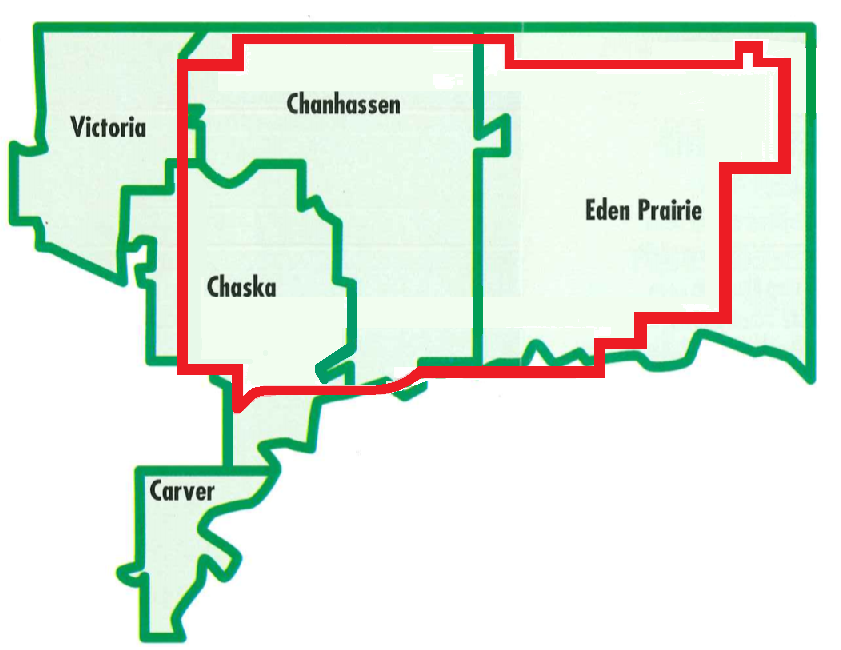 Chanhassen
Victoria
Eden Prairie
Chaska
Carver